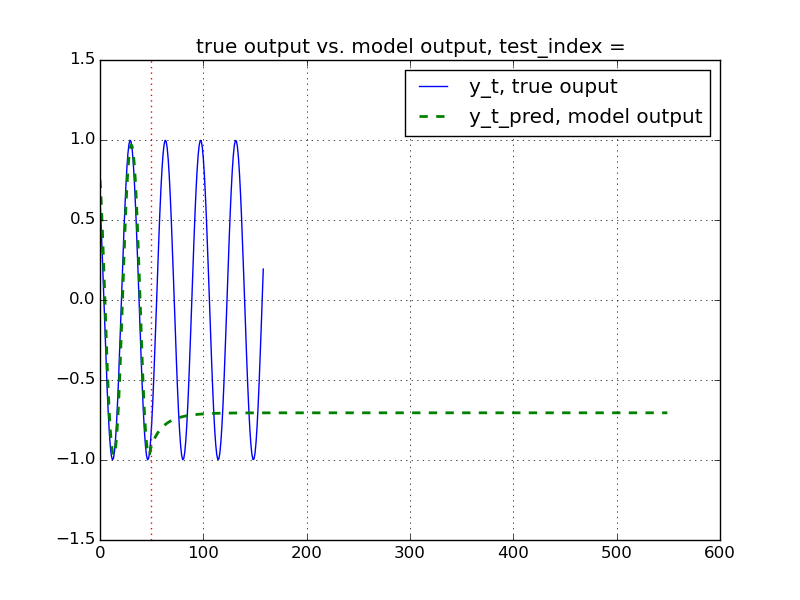 true output vs. model output, test_index =
y_t, true ouput
y_t_pred, model output
1.5
1.0
0.5
0.0
−0.5
−1.0
−1.5
0 100 200 300 400 500 600